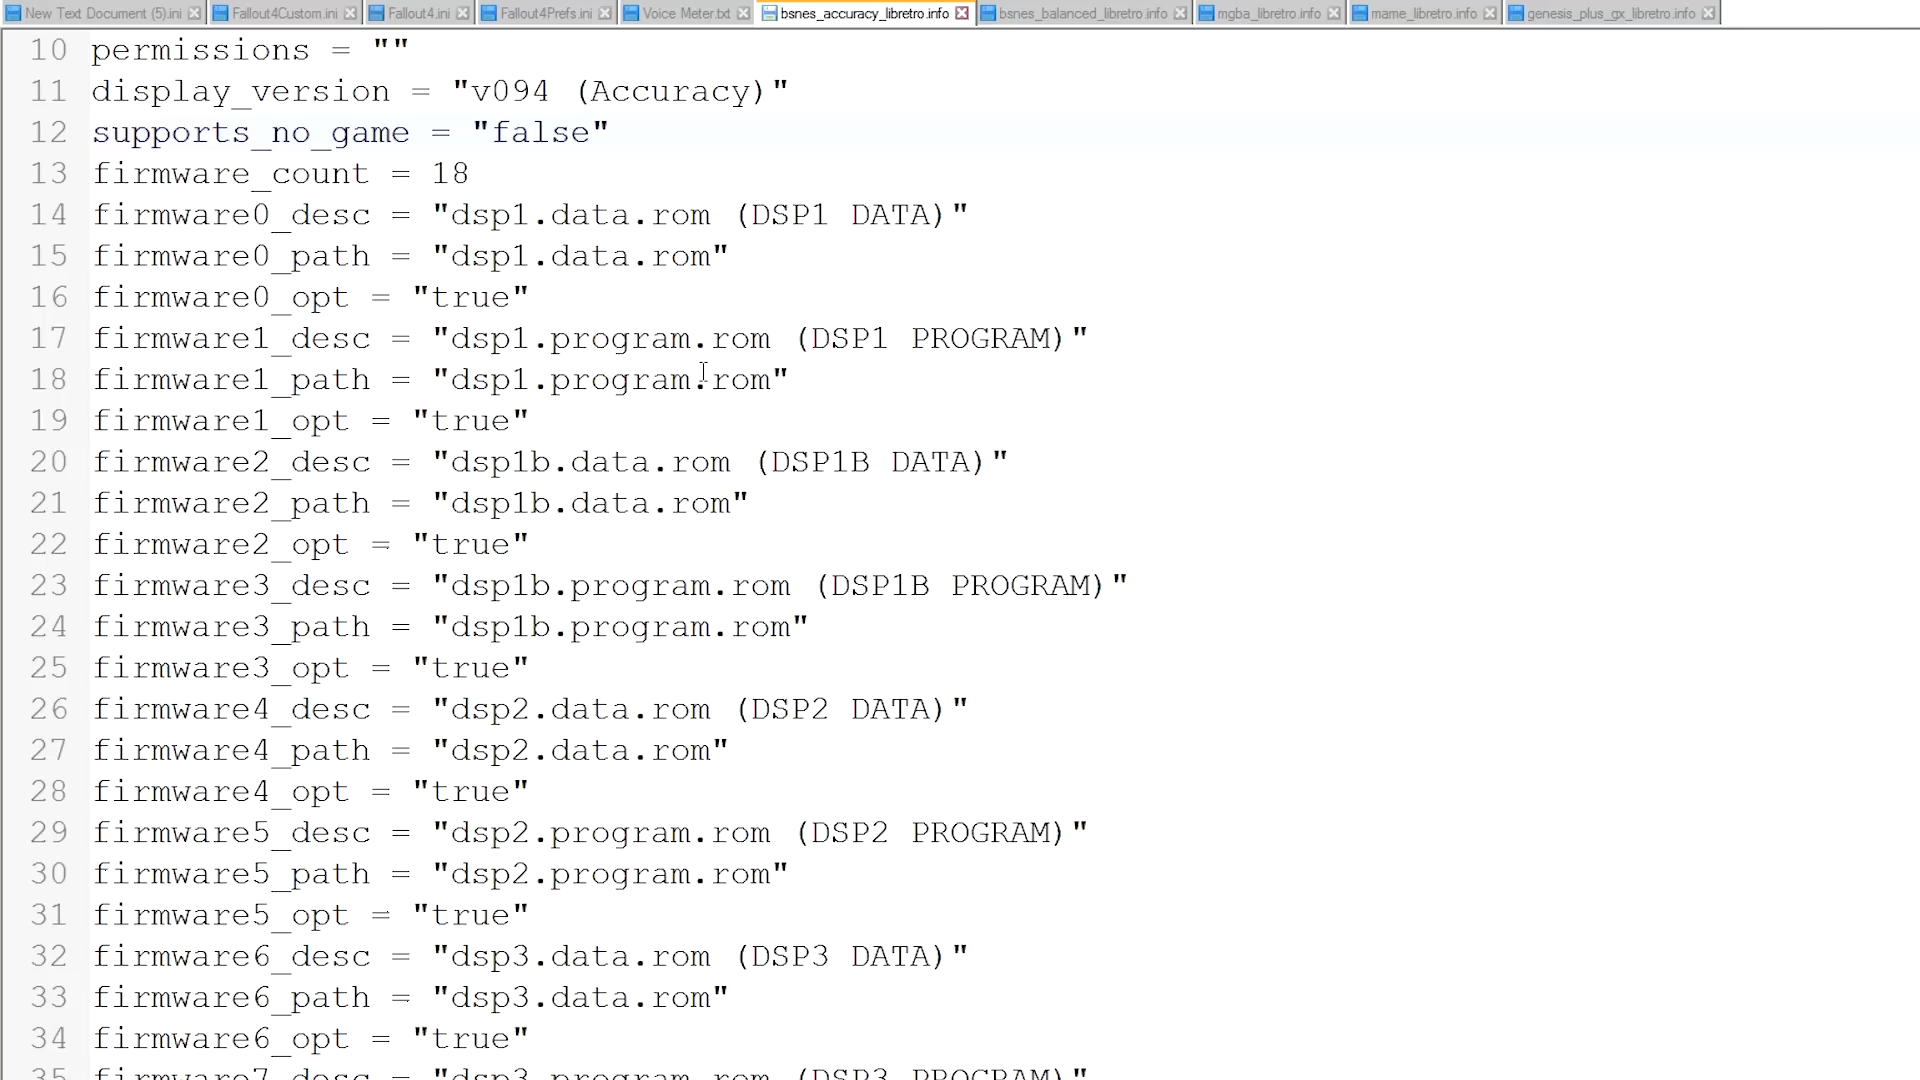 New Text Document (5).ini Fallout4Custom.ini Fallout4.ini Fallout4Prefs.ini Voice Meter.txt bsnes_accuracy_libretro.info bsnes_balanced_libretro.info mgba_libretro.info mame_libretro.info genesis_plus_gx_libretro.info
10 permissions = ""
11 display_version = "v094 (Accuracy)"
12 supports_no_game = "false"
13 firmware_count = 18
14 firmware0_desc = "dsp1.data.rom (DSP1 DATA)"
15 firmware0_path = "dsp1.data.rom"
16 firmware0_opt = "true"
17 firmware1_desc = "dsp1.program.rom (DSP1 PROGRAM)"
18 firmware1_path = "dsp1.program.rom"
19 firmware1_opt = "true"
20 firmware2_desc = "dsp1b.data.rom (DSP1B DATA)"
21 firmware2_path = "dsp1b.data.rom"
22 firmware2_opt = "true"
23 firmware3_desc = "dsp1b.program.rom (DSP1B PROGRAM)"
24 firmware3_path = "dsp1b.program.rom"
25 firmware3_opt = "true"
26 firmware4_desc = "dsp2.data.rom (DSP2 DATA)"
27 firmware4_path = "dsp2.data.rom"
28 firmware4_opt = "true"
29 firmware5_desc = "dsp2.program.rom (DSP2 PROGRAM)"
30 firmware5_path = "dsp2.program.rom"
31 firmware5_opt = "true"
32 firmware6_desc = "dsp3.data.rom (DSP3 DATA)"
33 firmware6_path = "dsp3.data.rom"
34 firmware6_opt = "true"
35 firmware7_desc = "dsp3.program.rom (DSP3 PROGRAM)"